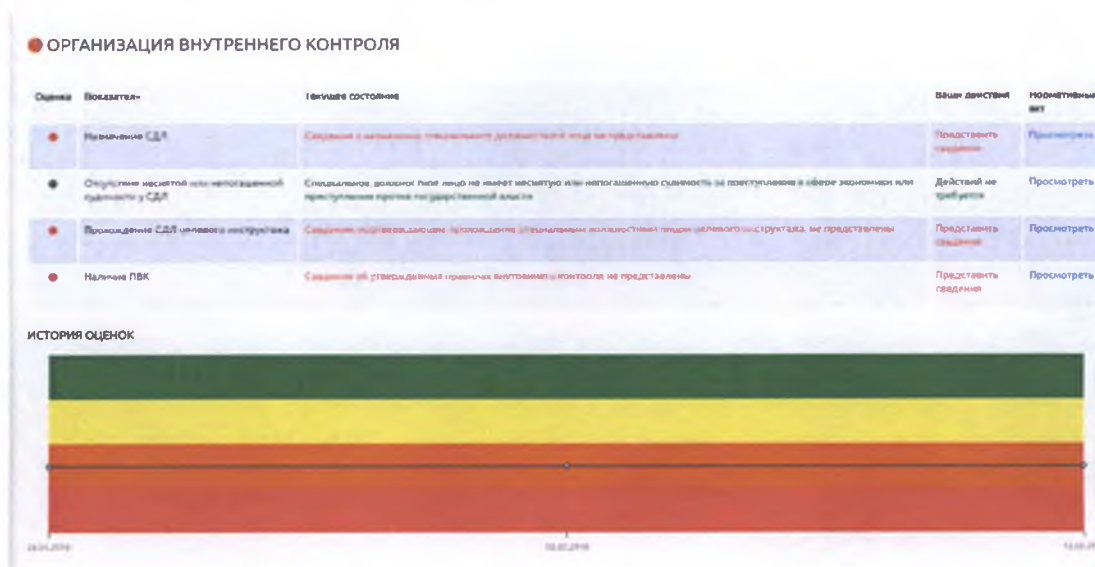 ОРГАНИЗАЦИЯ ВНУТРЕННЕГО КОНТРОЛЯ
Оценка Показатель Текущее состояние Ваши действия Нормативный
акт
Назначение СДЛ Сведения о назначении специального должностного лица не представлены Представить Просмотреть
сведения
Отсутствие неснятой или непогашенной Специальное должностное лицо не имеет неснятую или непогашенную судимость за преступления в сфере экономики или Действий не Просмотреть
судимости у СДЛ преступления против государственной власти требуется
Прохождение СДЛ целевого инструктажа Сведения, подтверждающие прохождение специальным должностным лицом целевого инструктажа, не представлены Представить Просмотреть
сведения
Наличие ПВК Сведения об утвержденных правилах внутреннего контроля не представлены Представить Просмотреть
сведения
ИСТОРИЯ ОЦЕНОК